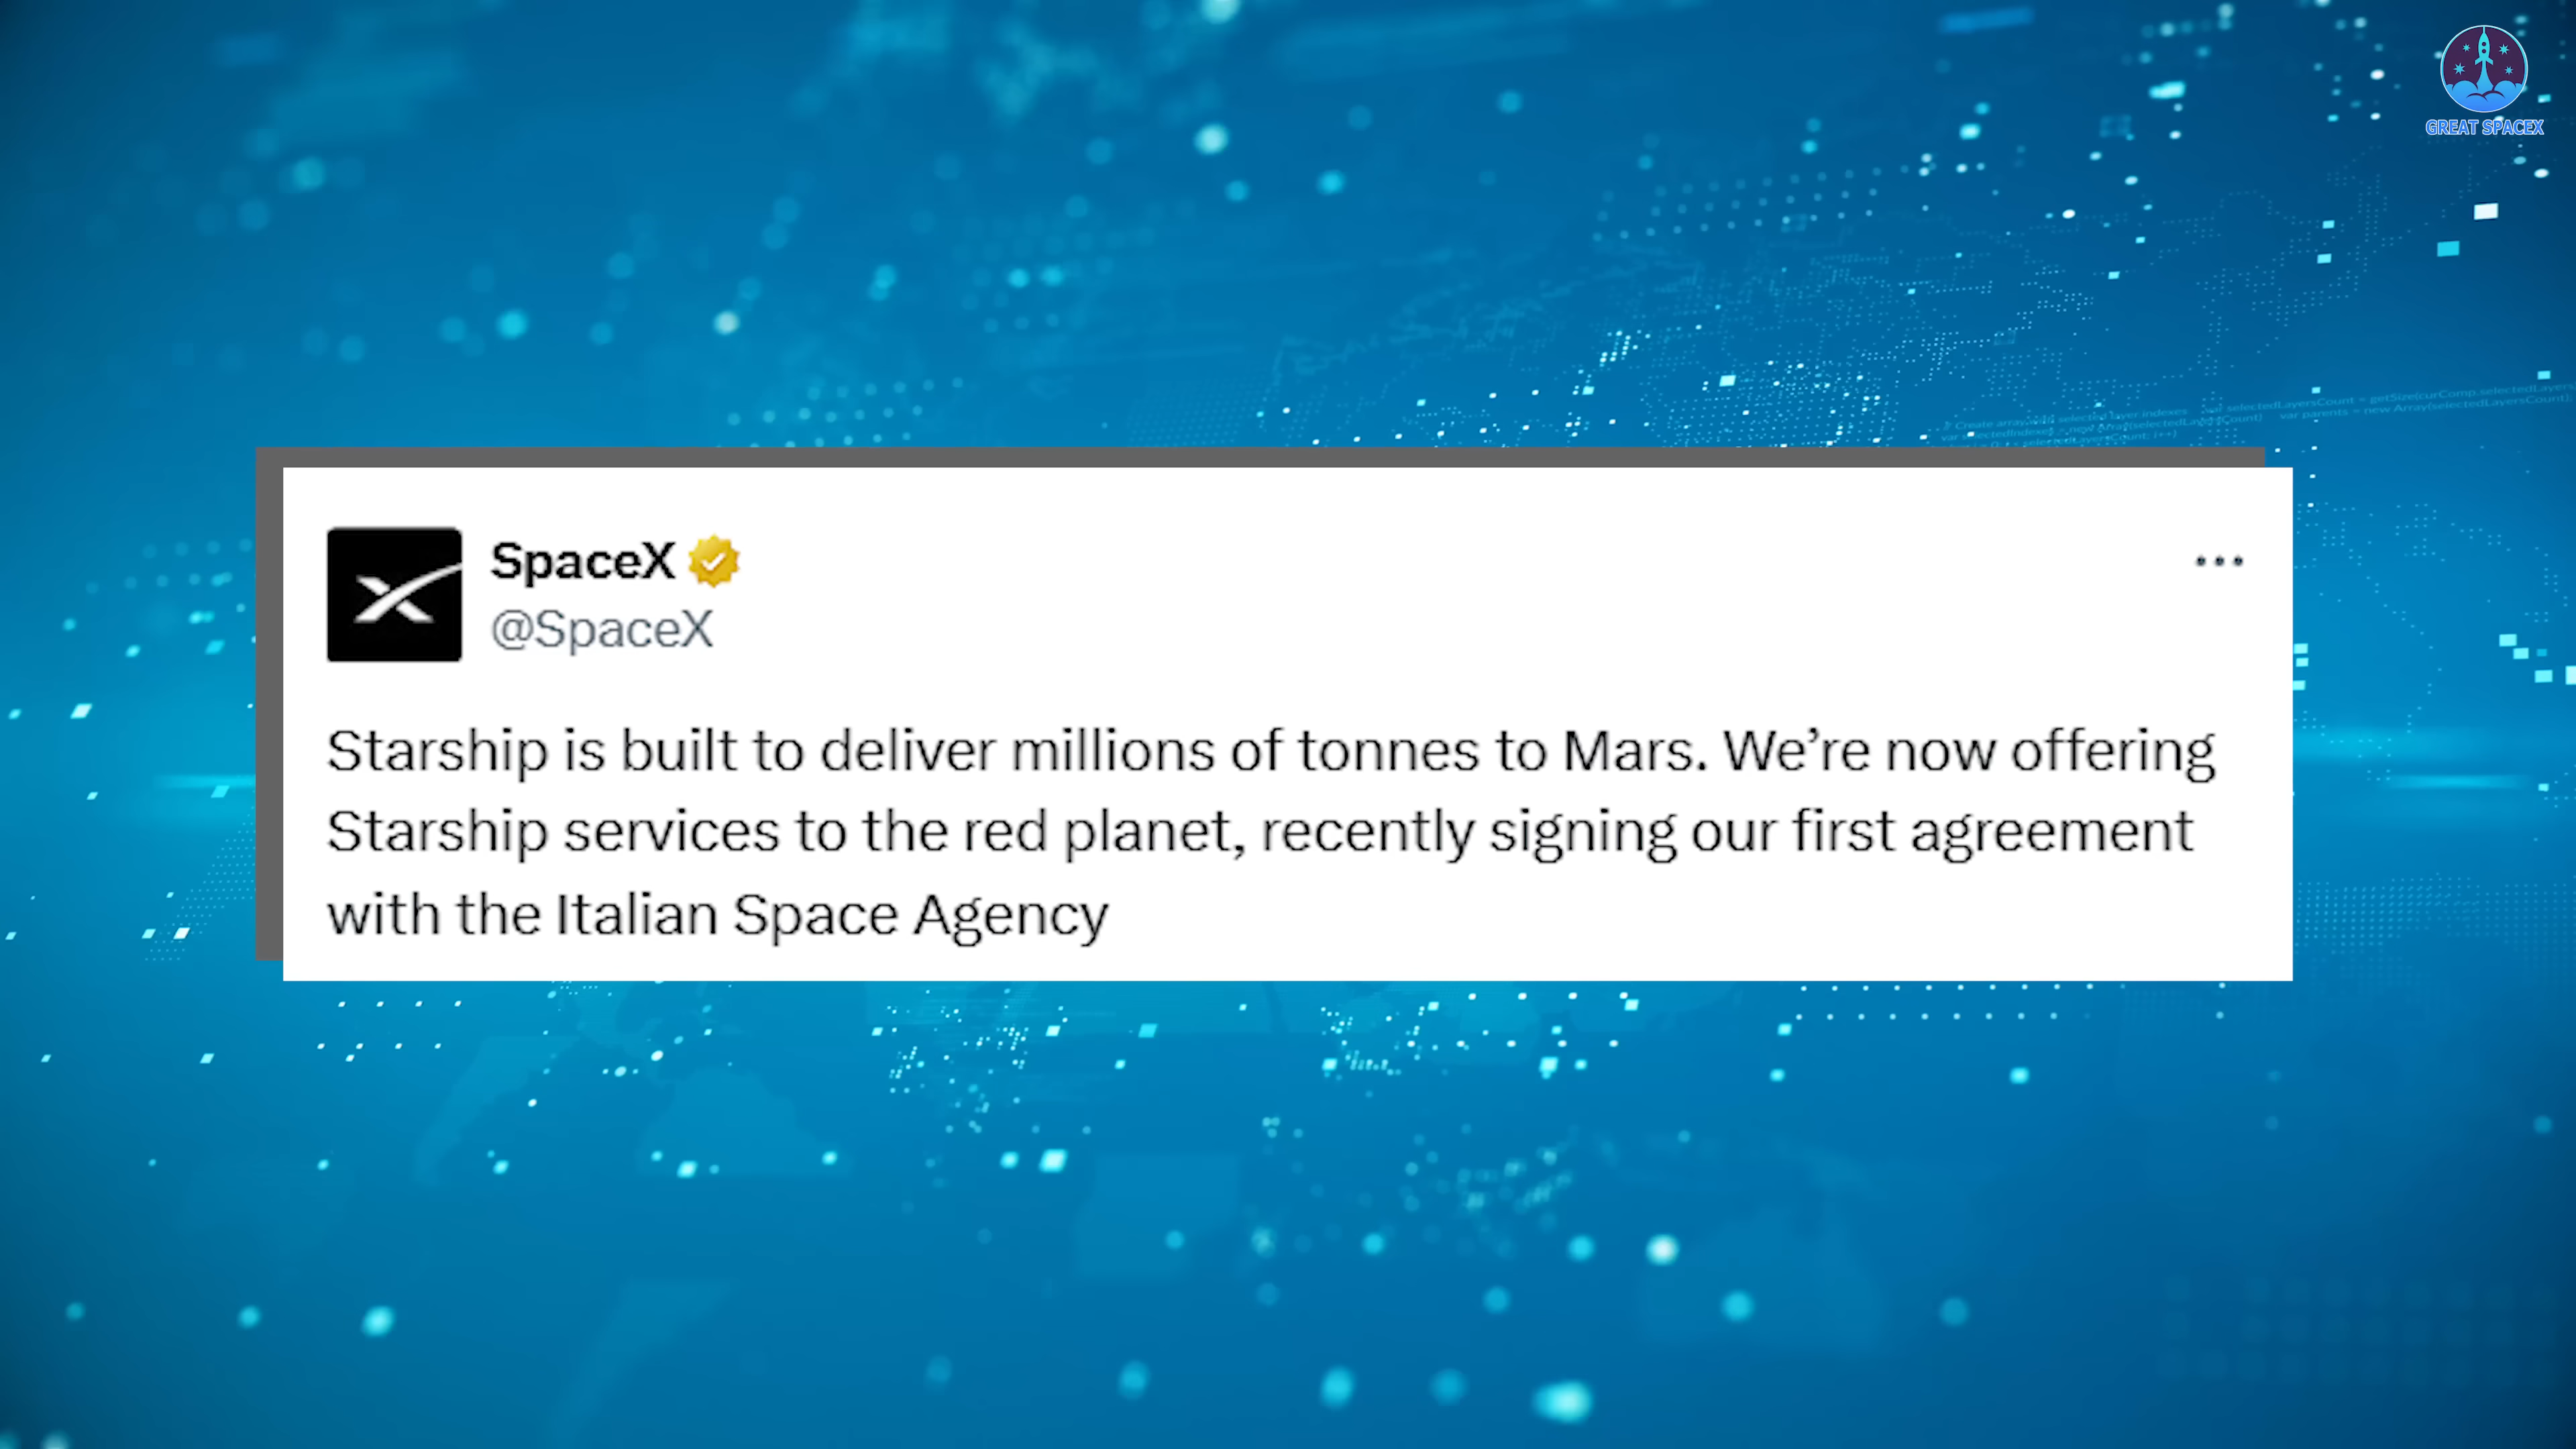 GREAT SPACEX
SpaceX
@SpaceX
Starship is built to deliver millions of tonnes to Mars. We’re now offering
Starship services to the red planet, recently signing our first agreement
with the Italian Space Agency